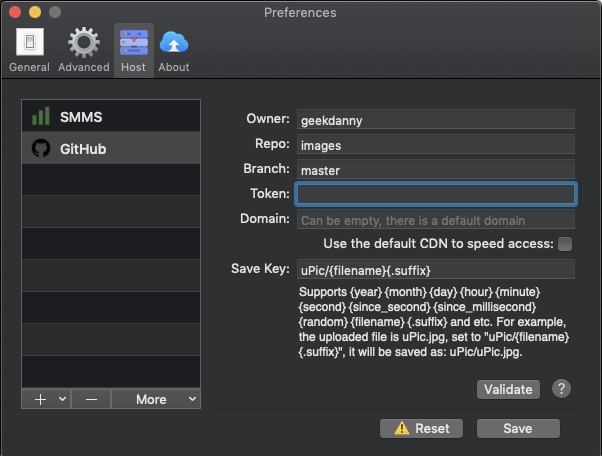 Preferences
General
Advanced
Host
About
SMMS
GitHub
Owner: geekdanny
Repo: images
Branch: master
Token:
Domain: Can be empty, there is a default domain
Use the default CDN to speed access:
Save Key: uPic/{filename}{.suffix}
Supports {year} {month} {day} {hour} {minute}
{second} {since_second} {since_millisecond}
{random} {filename} {.suffix} and etc. For example,
the uploaded file is uPic.jpg, set to "uPic/{filename}
{.suffix}", it will be saved as: uPic/uPic.jpg.
Validate ?
+ − More
Reset Save